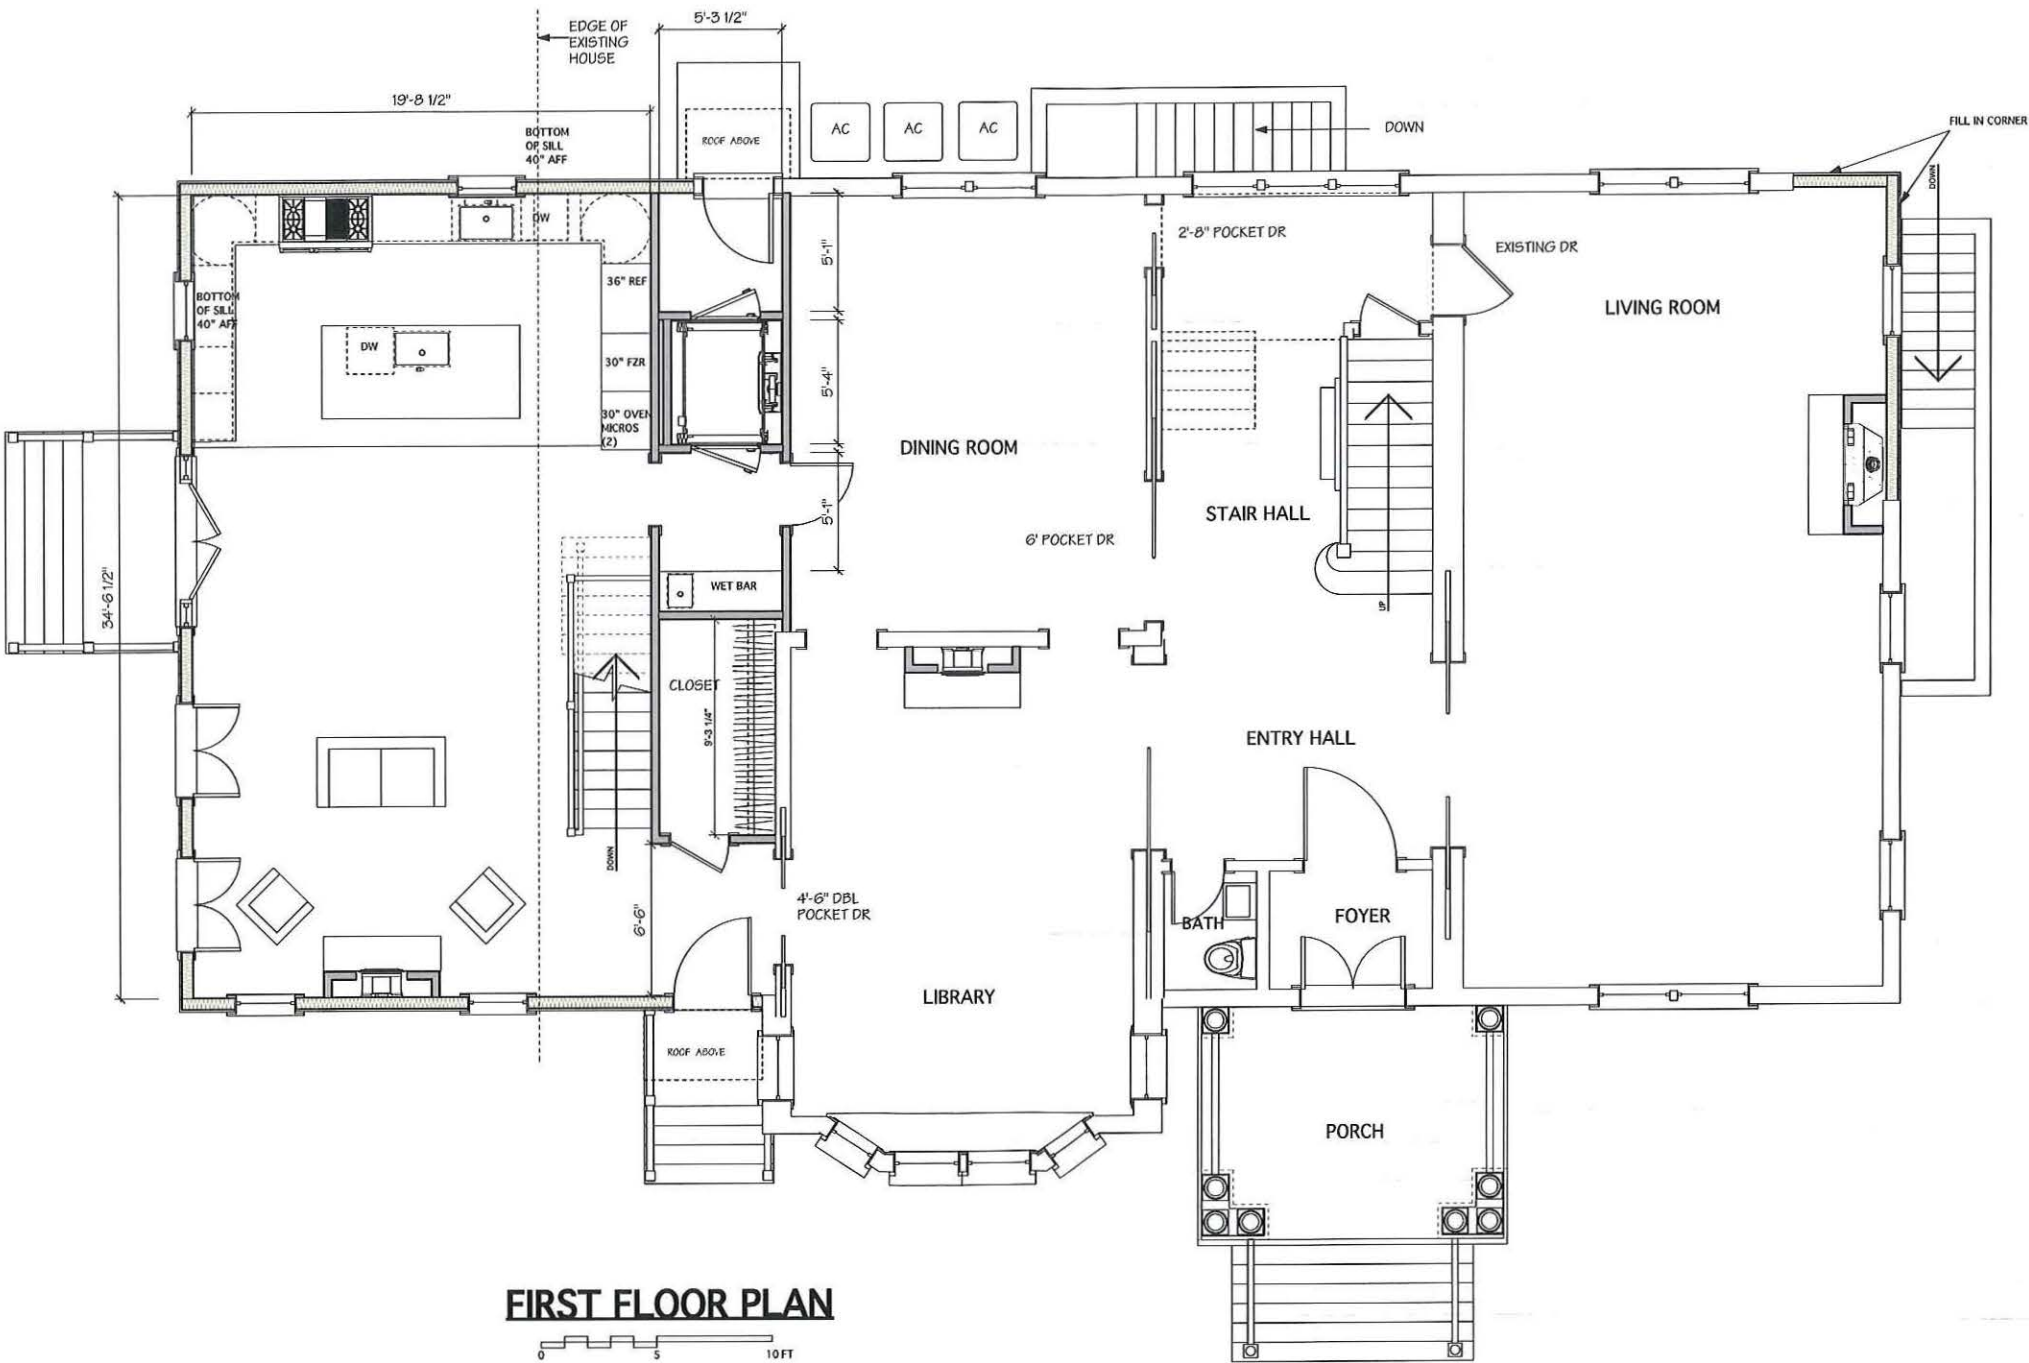 5'-3 1/2"
EDGE OF
EXISTING
HOUSE
19'-8 1/2"
BOTTOM
OF SILL
40" AFF
ROOF ABOVE
AC
AC
AC
DOWN
FILL IN CORNER
DOWN
DW
2'-8" POCKET DR
EXISTING DR
5'-1"
36" REF
BOTTOM
OF SILL
40" AFF
LIVING ROOM
DW
30" FZR
5'-4"
30" OVEN
MICROS
(2)
DINING ROOM
5'-1"
STAIR HALL
6' POCKET DR
34'-6 1/2"
WET BAR
UP
CLOSET
9'-3 1/4"
ENTRY HALL
DOWN
4'-6" DBL
POCKET DR
6'-6"
BATH
FOYER
LIBRARY
ROOF ABOVE
PORCH
FIRST FLOOR PLAN
0 5 10 FT